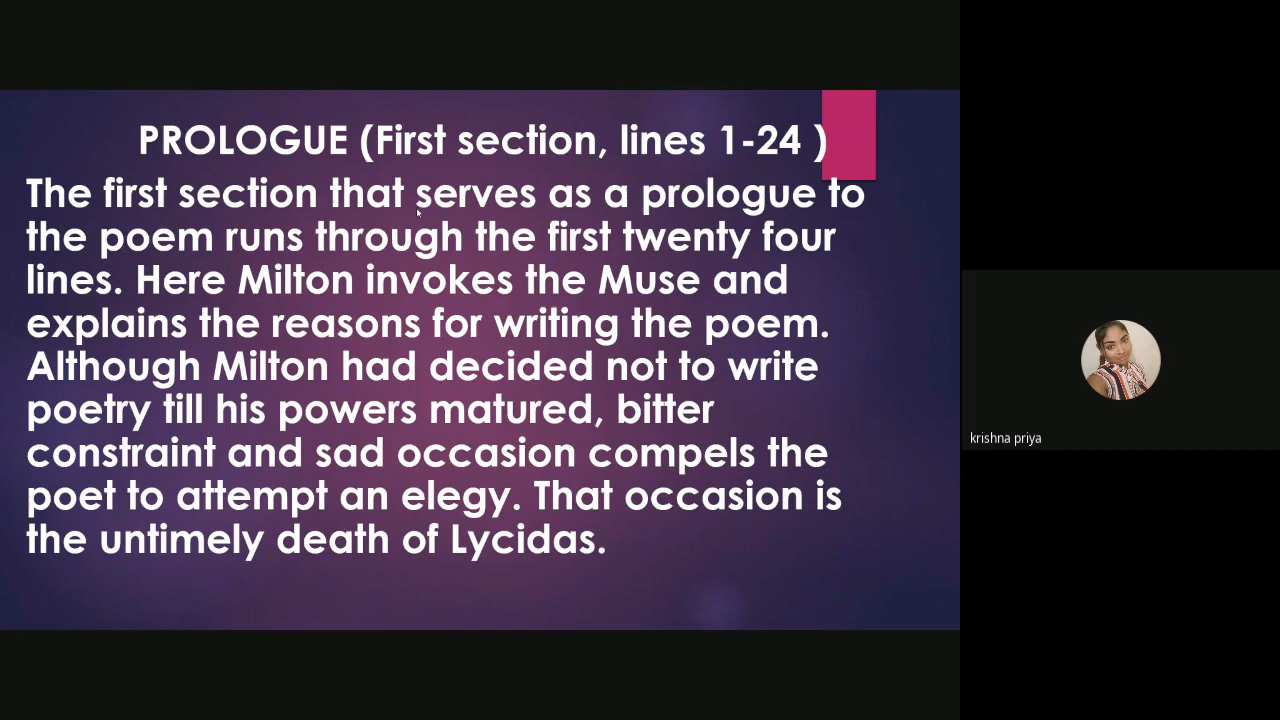 PROLOGUE (First section, lines 1-24 )
The first section that serves as a prologue to
the poem runs through the first twenty four
lines. Here Milton invokes the Muse and
explains the reasons for writing the poem.
Although Milton had decided not to write
poetry till his powers matured, bitter
constraint and sad occasion compels the
poet to attempt an elegy. That occasion is
the untimely death of Lycidas.
krishna priya